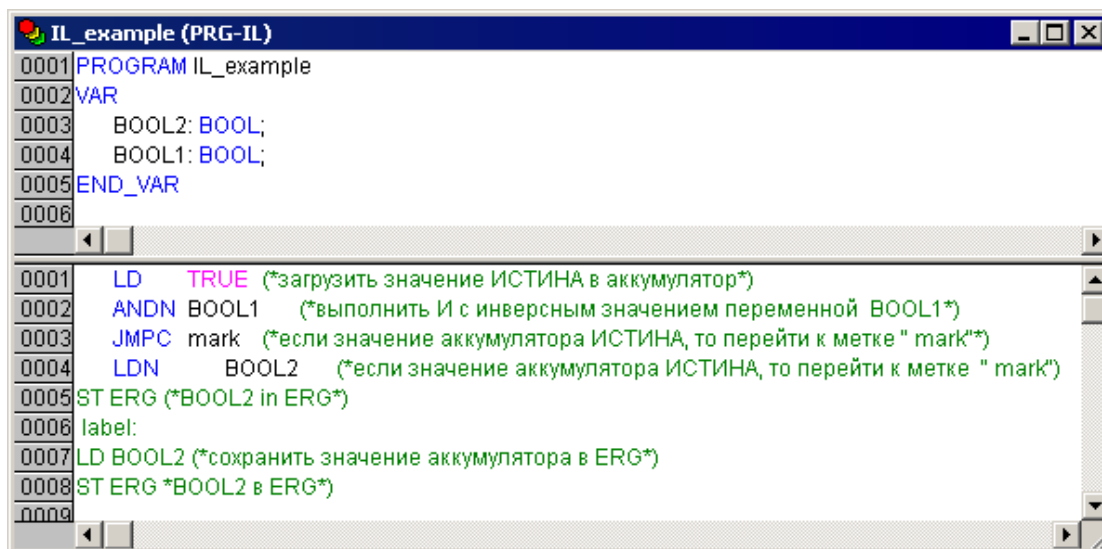 IL_example (PRG-IL)
0001 PROGRAM IL_example
0002 VAR
0003 BOOL2: BOOL;
0004 BOOL1: BOOL;
0005 END_VAR
0006
0001 LD TRUE (*загрузить значение ИСТИНА в аккумулятор*)
0002 ANDN BOOL1 (*выполнить И с инверсным значением переменной BOOL1*)
0003 JMPC mark (*если значение аккумулятора ИСТИНА, то перейти к метке " mark"*)
0004 LDN BOOL2 (*если значение аккумулятора ИСТИНА, то перейти к метке " mark")
0005 ST ERG (*BOOL2 in ERG*)
0006 label:
0007 LD BOOL2 (*сохранить значение аккумулятора в ERG*)
0008 ST ERG *BOOL2 в ERG*)
0009